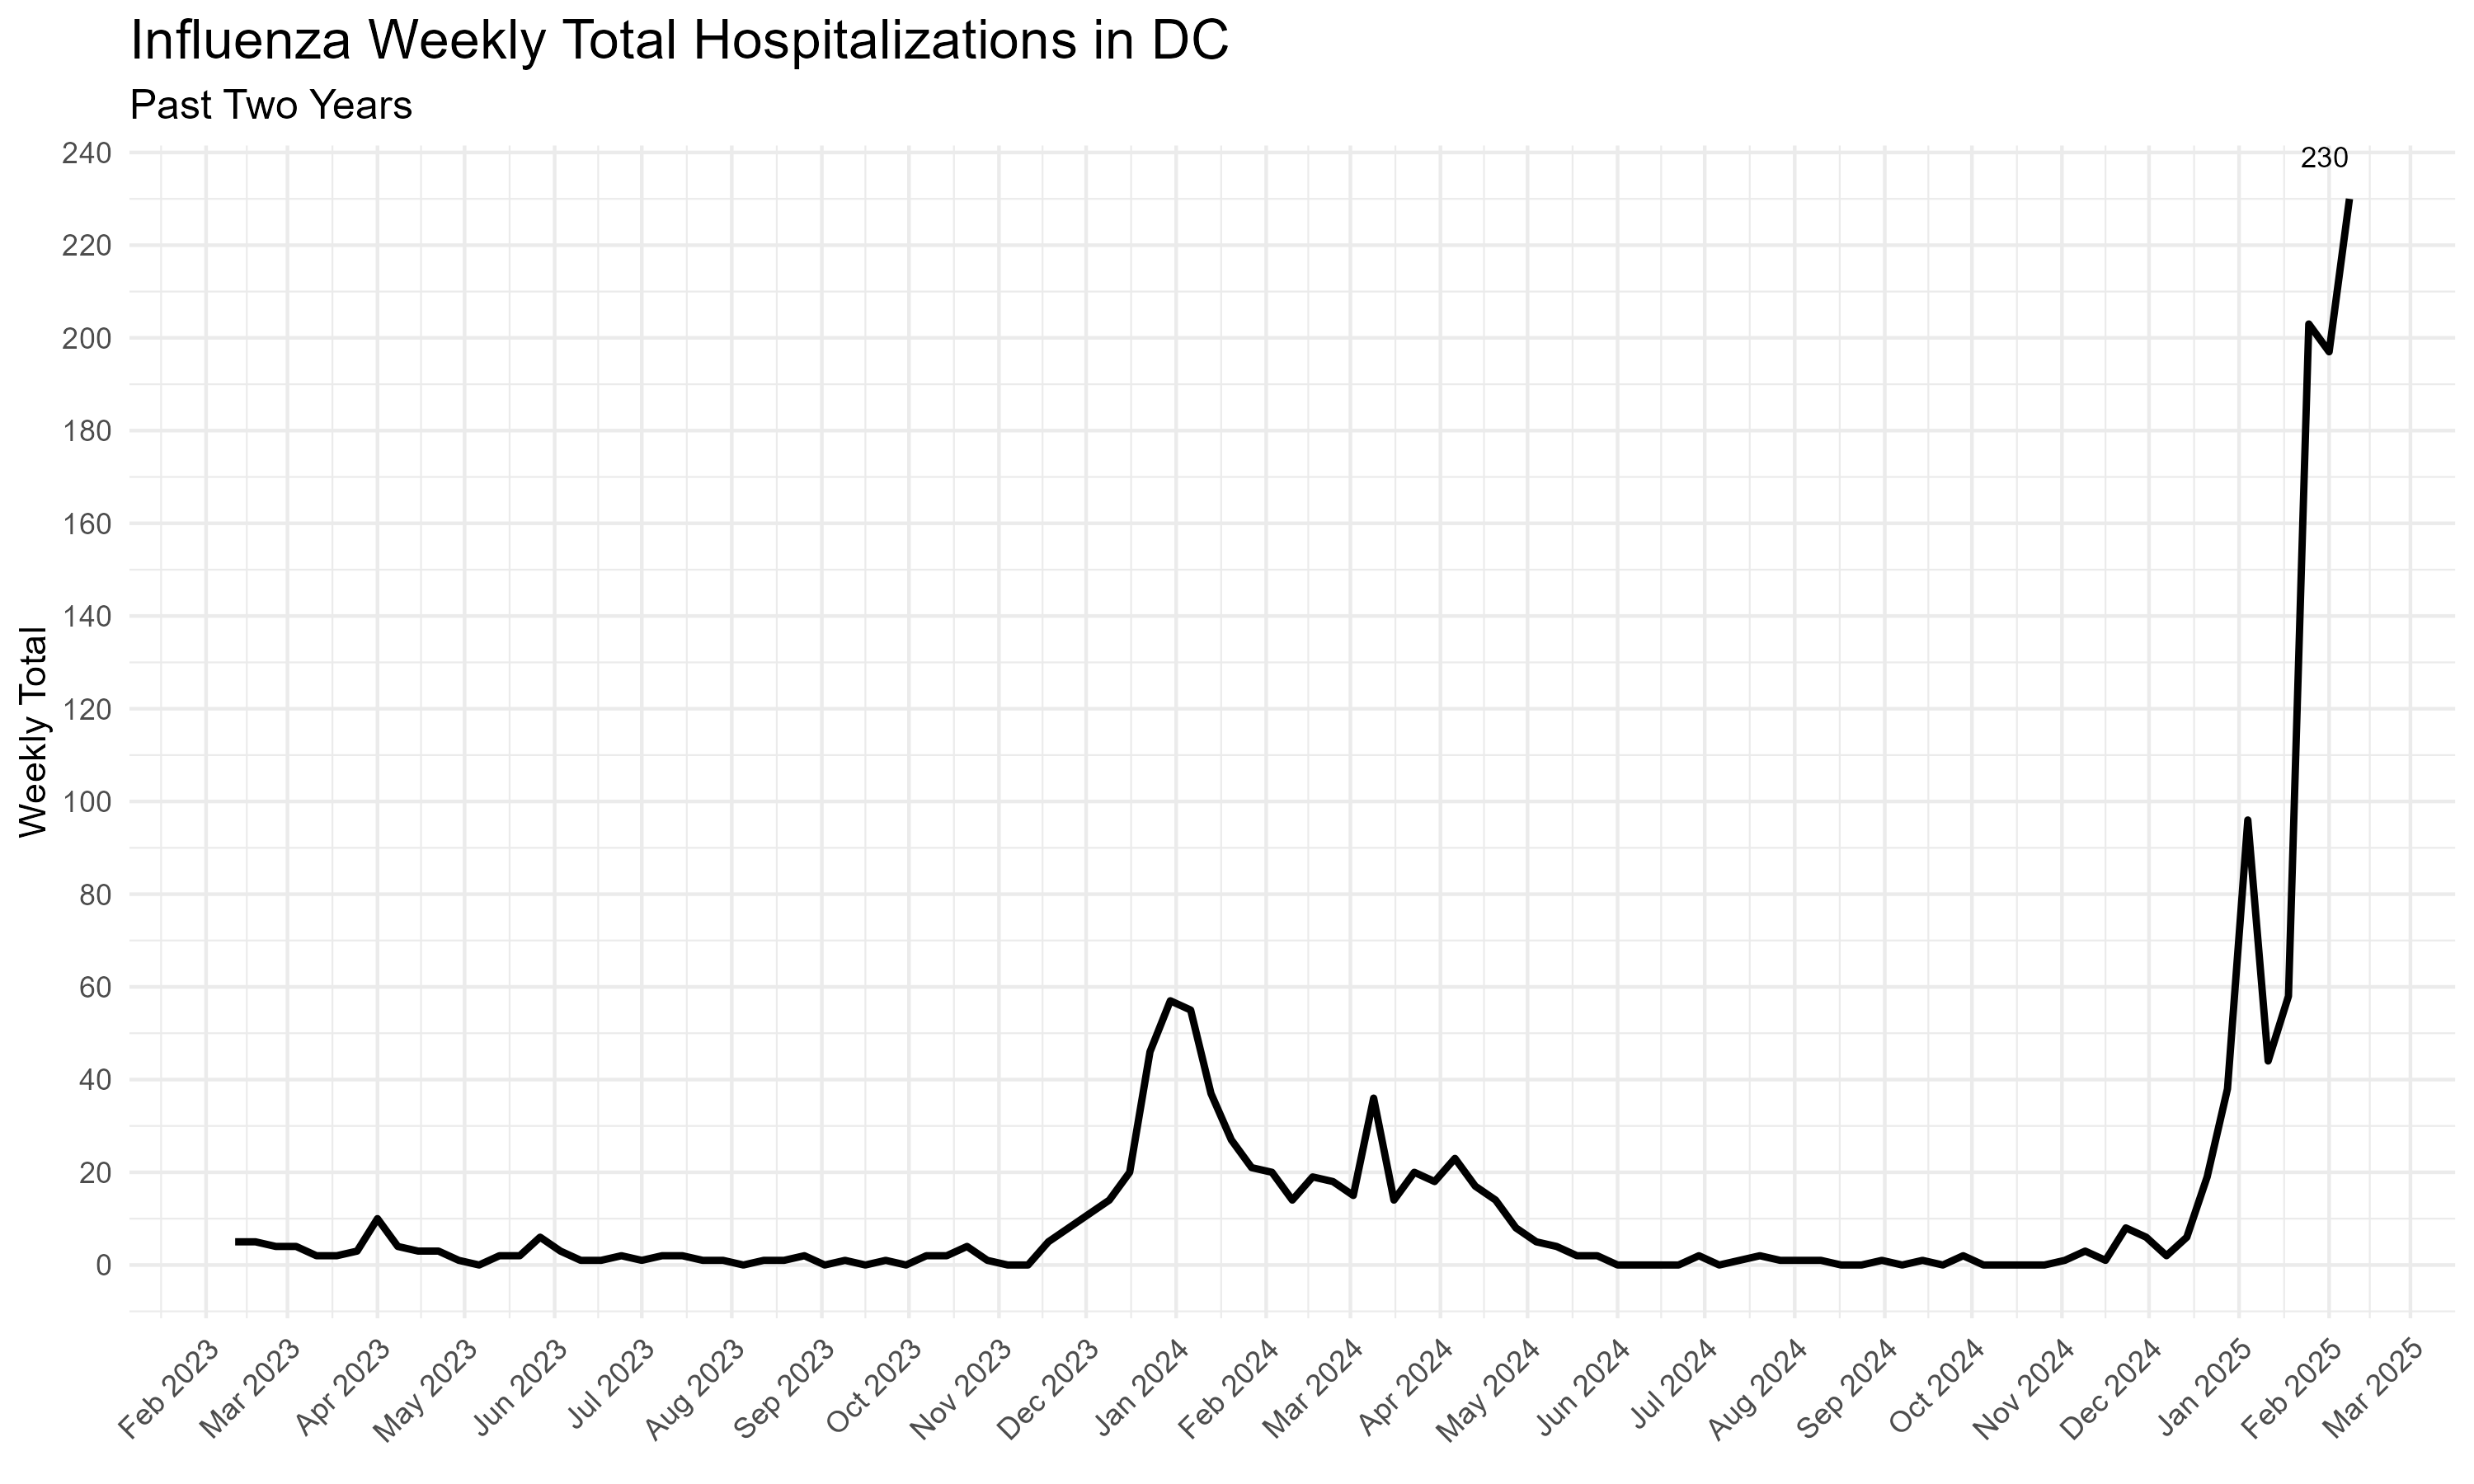 Influenza Weekly Total Hospitalizations in DC
Past Two Years
240
230
220
200
180
160
140
120
100
80
60
40
20
0
Weekly Total
Feb 2023
Mar 2023
Apr 2023
May 2023
Jun 2023
Jul 2023
Aug 2023
Sep 2023
Oct 2023
Nov 2023
Dec 2023
Jan 2024
Feb 2024
Mar 2024
Apr 2024
May 2024
Jun 2024
Jul 2024
Aug 2024
Sep 2024
Oct 2024
Nov 2024
Dec 2024
Jan 2025
Feb 2025
Mar 2025